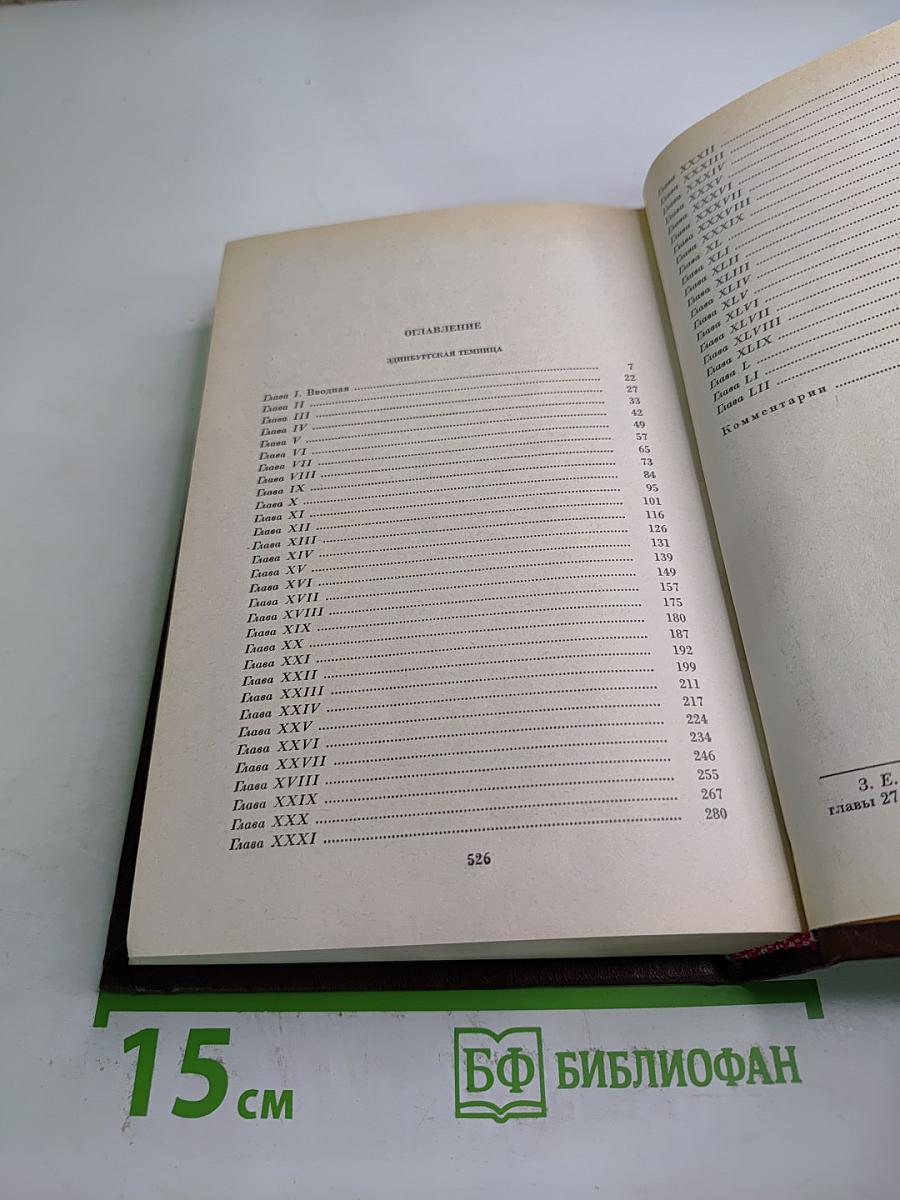 ОГЛАВЛЕНИЕ
ЭДИНБУРГСКАЯ ТЕМНИЦА
Глава I. Вводная 7
Глава II 22
Глава III 27
Глава IV 33
Глава V 42
Глава VI 49
Глава VII 57
Глава VIII 65
Глава IX 73
Глава X 84
Глава XI 95
Глава XII 101
Глава XIII 116
Глава XIV 126
Глава XV 131
Глава XVI 139
Глава XVII 149
Глава XVIII 157
Глава XIX 175
Глава XX 180
Глава XXI 187
Глава XXII 192
Глава XXIII 199
Глава XXIV 211
Глава XXV 217
Глава XXVI 224
Глава XXVII 234
Глава XVIII 246
Глава XXIX 255
Глава XXX 267
Глава XXXI 280
526
Глава XXXII
Глава XXXIII
Глава XXXIV
Глава XXXV
Глава XXXVI
Глава XXXVII
Глава XXXVIII
Глава XXXIX
Глава XL
Глава XLI
Глава XLII
Глава XLIII
Глава XLIV
Глава XLV
Глава XLVI
Глава XLVII
Глава XLVIII
Глава XLIX
Глава L
Глава LI
Глава LII
Комментарии
З. Е.
главы 27
15 см
БФ БИБЛИОФАН